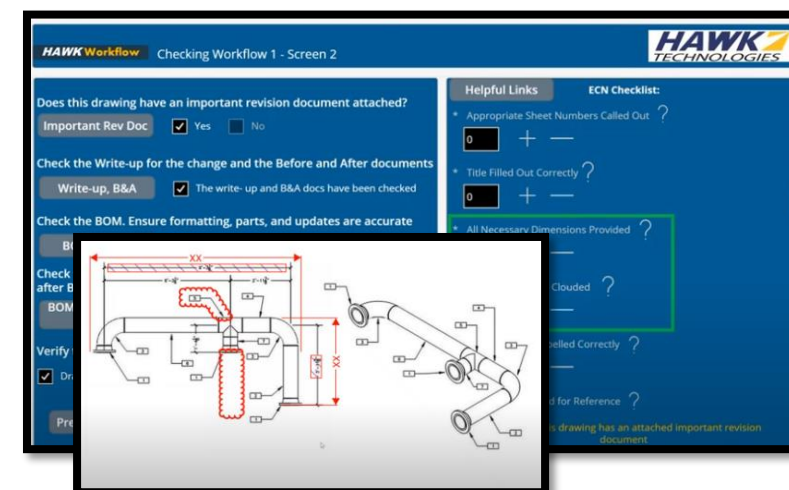 HAWK Workflow Checking Workflow 1 - Screen 2
HAWK
TECHNOLOGIES
Does this drawing have an important revision document attached?
Important Rev Doc Yes No
Check the Write-up for the change and the Before and After documents
Write-up, B&A The write- up and B&A docs have been checked
Check the BOM. Ensure formatting, parts, and updates are accurate
Check
after B
BOM
Verify
Pre
Helpful Links ECN Checklist:
* Appropriate Sheet Numbers Called Out ?
0 + —
* Title Filled Out Correctly ?
0 + —
* All Necessary Dimensions Provided ?
—
Clouded ?
—
elled Correctly ?
—
d for Reference ?
is drawing has an attached important revision
document
XX
XX